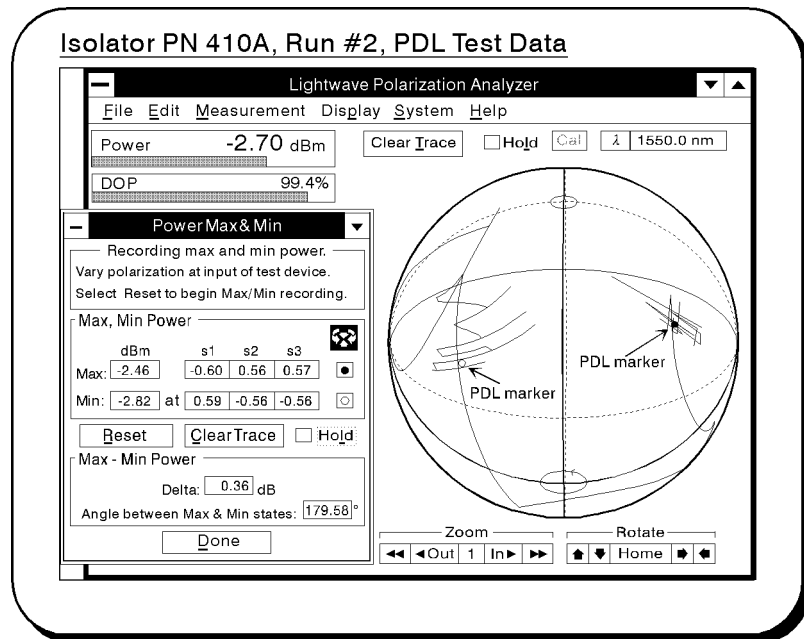 Isolator PN 410A, Run #2, PDL Test Data
Lightwave Polarization Analyzer
File Edit Measurement Display System Help
Power -2.70 dBm
Clear Trace Hold Cal λ 1550.0 nm
DOP 99.4%
Power Max & Min
Recording max and min power.
Vary polarization at input of test device.
Select Reset to begin Max/Min recording.
Max, Min Power
dBm s1 s2 s3
Max: -2.46 -0.60 0.56 0.57
Min: -2.82 at 0.59 -0.56 -0.56
Reset Clear Trace Hold
Max - Min Power
Delta: 0.36 dB
Angle between Max & Min states: 179.58°
Done
PDL marker
PDL marker
Zoom
Out 1 In
Rotate
Home